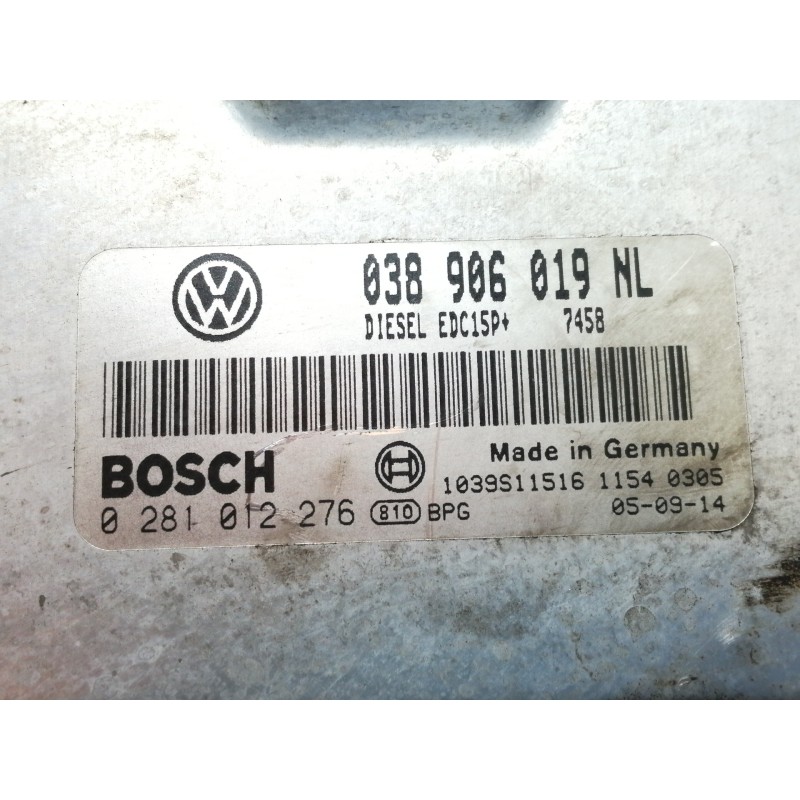 VW
038 906 019 NL
DIESEL EDC15P+ 7458
BOSCH
Made in Germany
1039S11516 1154 0305
0 281 012 276 810 BPG 05-09-14